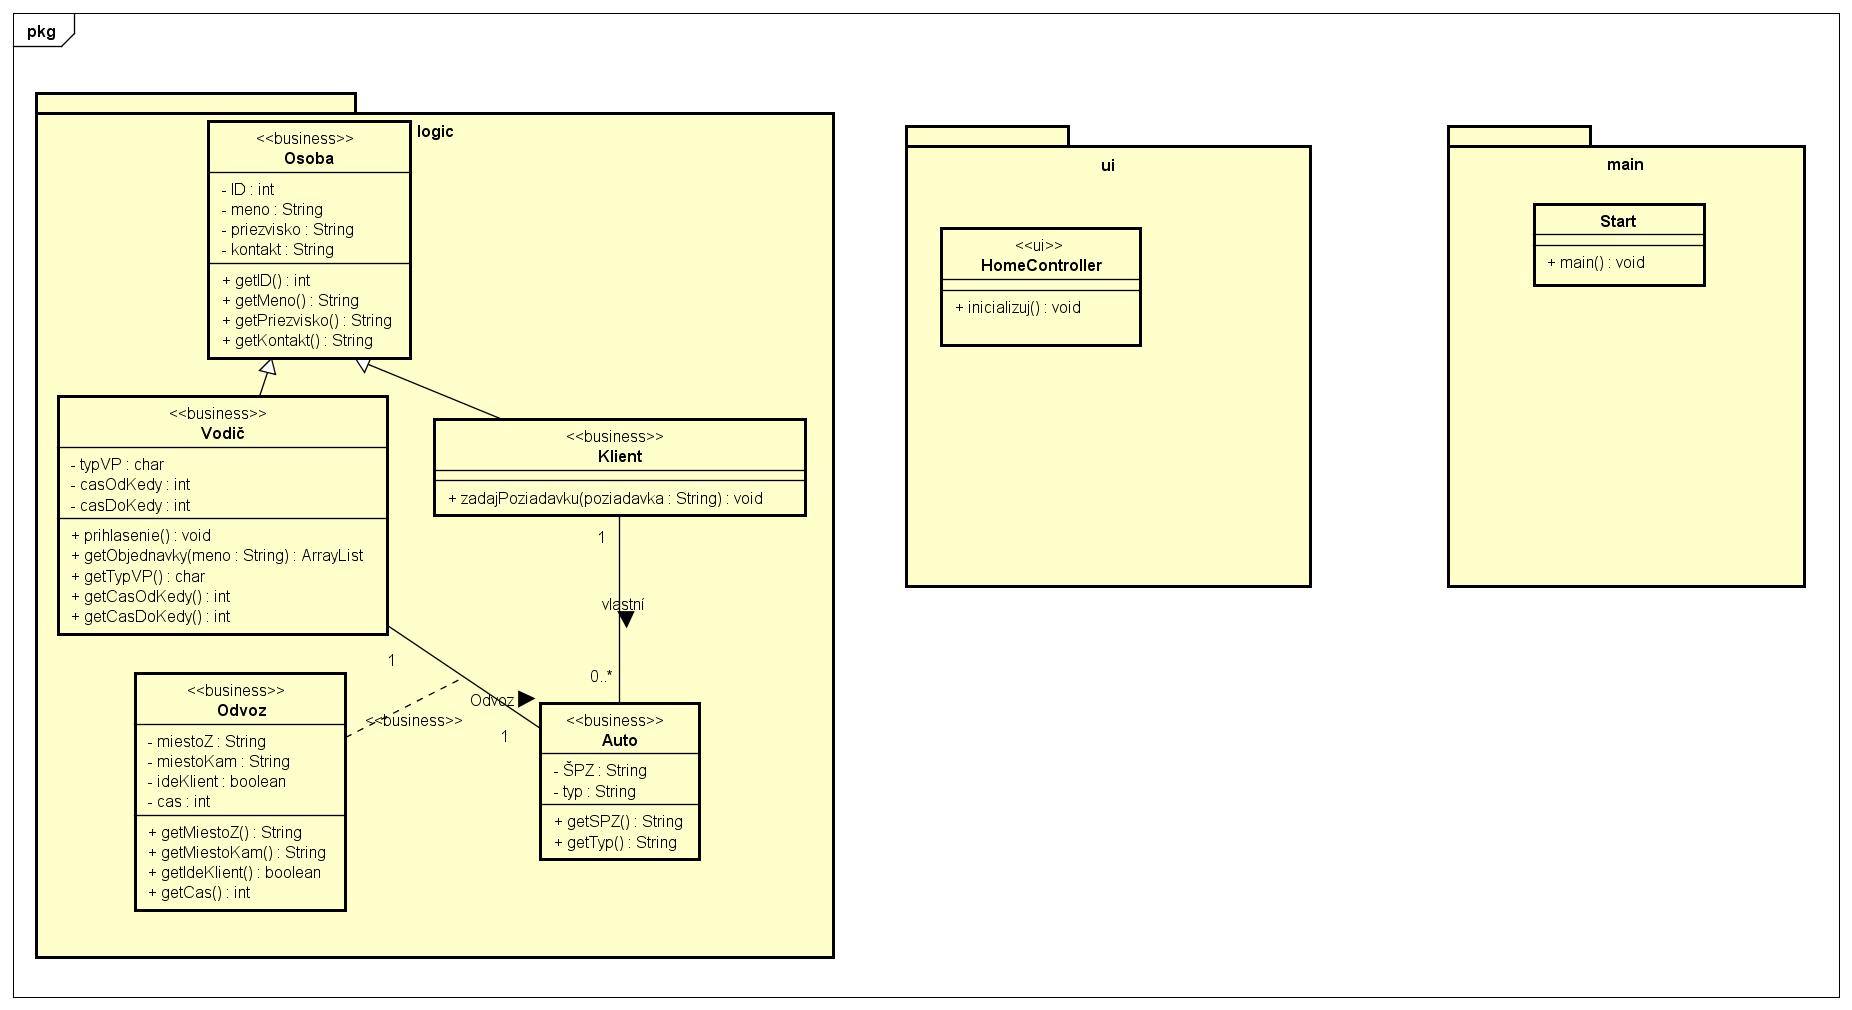 pkg
logic
<<business>>
Osoba
- ID : int
- meno : String
- priezvisko : String
- kontakt : String
+ getID() : int
+ getMeno() : String
+ getPriezvisko() : String
+ getKontakt() : String
<<business>>
Vodič
- typVP : char
- casOdKedy : int
- casDoKedy : int
+ prihlasenie() : void
+ getObjednavky(meno : String) : ArrayList
+ getTypVP() : char
+ getCasOdKedy() : int
+ getCasDoKedy() : int
<<business>>
Klient
+ zadajPoziadavku(poziadavka : String) : void
1
vlastní
0..*
1
Odvoz
<<business>>
1
<<business>>
Odvoz
- miestoZ : String
- miestoKam : String
- ideKlient : boolean
- cas : int
+ getMiestoZ() : String
+ getMiestoKam() : String
+ getIdeKlient() : boolean
+ getCas() : int
<<business>>
Auto
- ŠPZ : String
- typ : String
+ getSPZ() : String
+ getTyp() : String
ui
<<ui>>
HomeController
+ inicializuj() : void
main
Start
+ main() : void